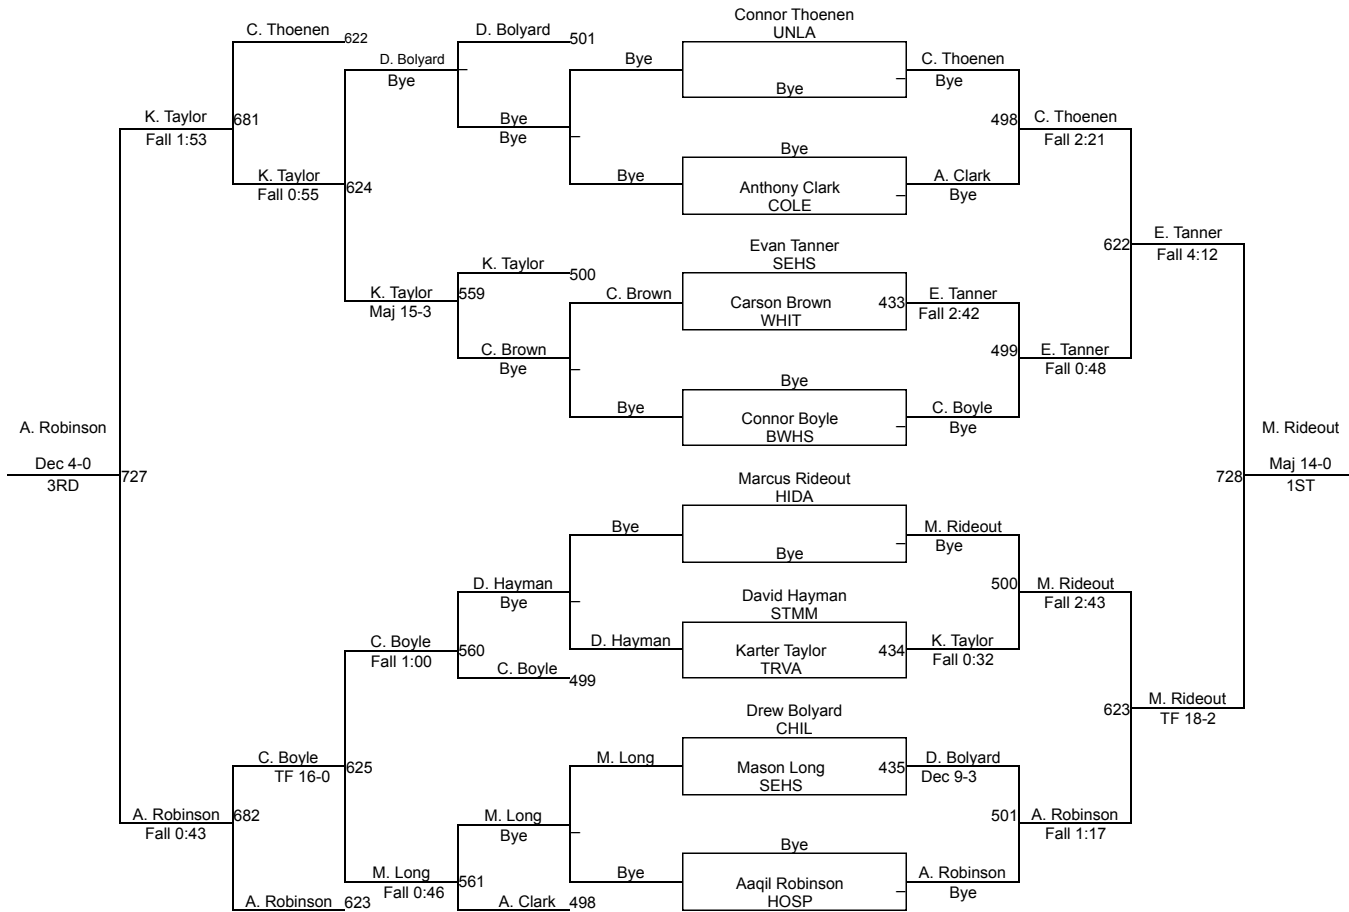 Connor Thoenen
UNLA
C. Thoenen
622
D. Bolyard
501
D. Bolyard
Bye
Bye
Bye
C. Thoenen
Bye
K. Taylor
681
Fall 1:53
Bye
Bye
498
C. Thoenen
Fall 2:21
Bye
K. Taylor
Fall 0:55
624
Bye
Anthony Clark
COLE
A. Clark
Bye
Evan Tanner
SEHS
622
E. Tanner
Fall 4:12
K. Taylor
500
K. Taylor
559
Maj 15-3
C. Brown
Carson Brown
WHIT
433
E. Tanner
Fall 2:42
C. Brown
Bye
499
E. Tanner
Fall 0:48
Bye
Bye
Connor Boyle
BWHS
C. Boyle
Bye
A. Robinson
Dec 4-0
3RD
727
M. Rideout
728
Maj 14-0
1ST
Marcus Rideout
HIDA
Bye
Bye
M. Rideout
Bye
D. Hayman
Bye
500
M. Rideout
Fall 2:43
David Hayman
STMM
C. Boyle
560
Fall 1:00
C. Boyle
499
D. Hayman
Karter Taylor
TRVA
434
K. Taylor
Fall 0:32
Drew Bolyard
CHIL
623
M. Rideout
TF 18-2
C. Boyle
TF 16-0
625
M. Long
Mason Long
SEHS
435
D. Bolyard
Dec 9-3
A. Robinson
682
Fall 0:43
M. Long
Bye
501
A. Robinson
Fall 1:17
Bye
M. Long
Fall 0:46
561
Bye
Aaqil Robinson
HOSP
A. Robinson
Bye
A. Robinson
623
A. Clark
498